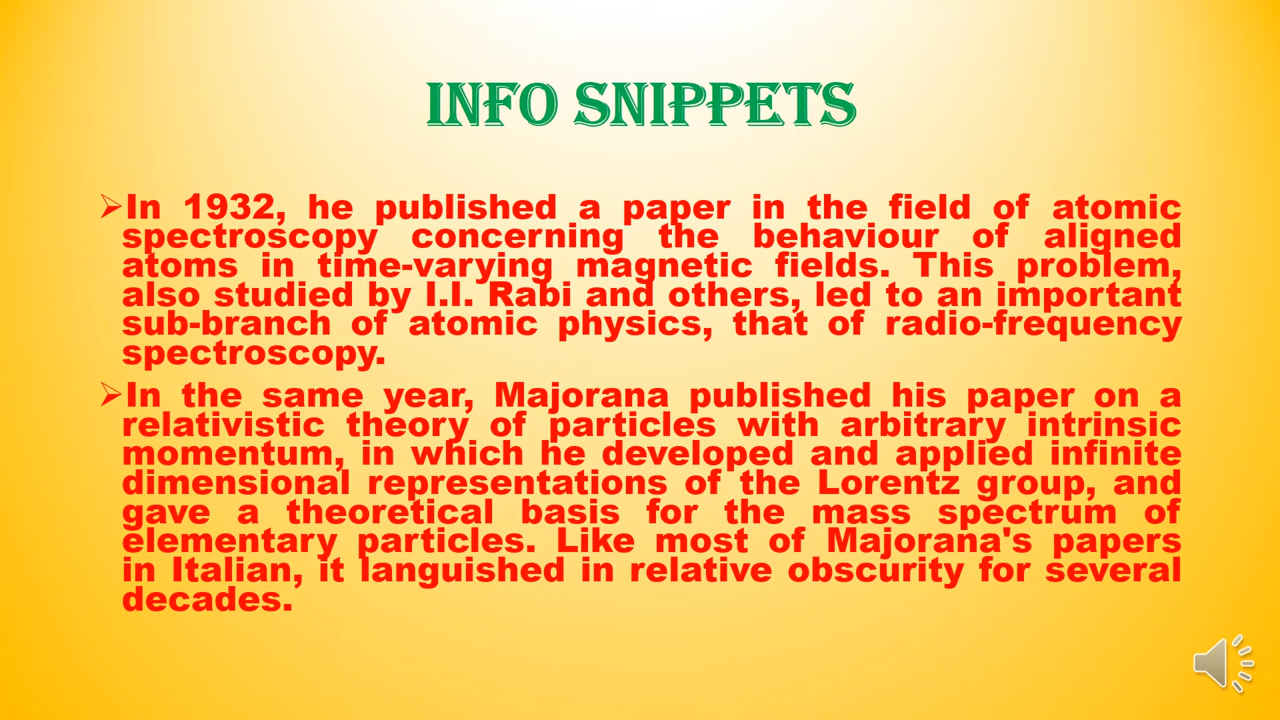 INFO SNIPPETS
➢In 1932, he published a paper in the field of atomic
spectroscopy concerning the behaviour of aligned
atoms in time-varying magnetic fields. This problem,
also studied by I.I. Rabi and others, led to an important
sub-branch of atomic physics, that of radio-frequency
spectroscopy.
➢In the same year, Majorana published his paper on a
relativistic theory of particles with arbitrary intrinsic
momentum, in which he developed and applied infinite
dimensional representations of the Lorentz group, and
gave a theoretical basis for the mass spectrum of
elementary particles. Like most of Majorana's papers
in Italian, it languished in relative obscurity for several
decades.